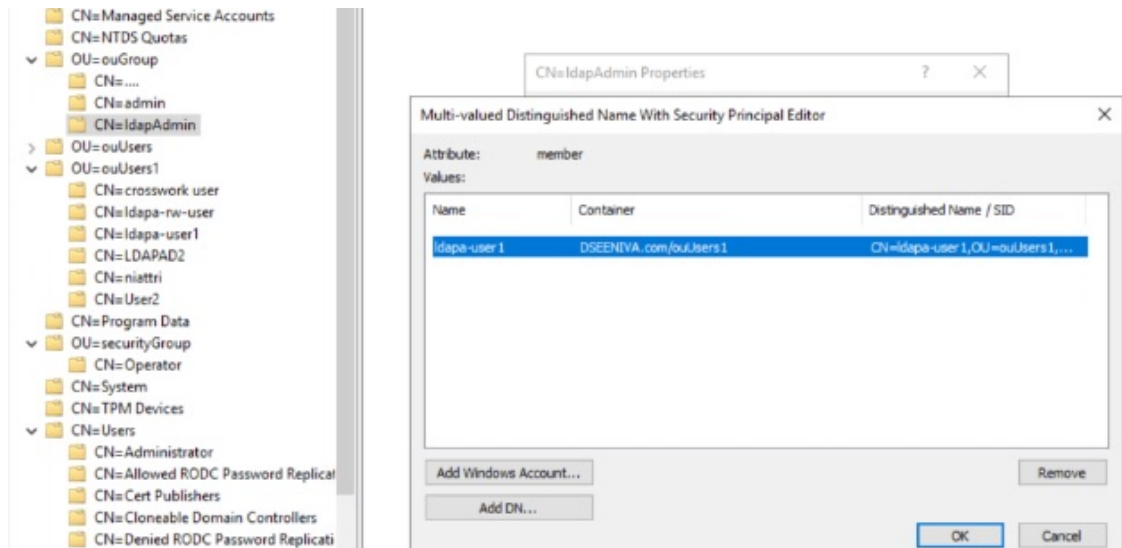 CN=Managed Service Accounts
CN=NTDS Quotas
OU=ouGroup
CN=....
CN=admin
CN=ldapAdmin
OU=ouUsers
OU=ouUsers1
CN=crosswork user
CN=ldapa-rw-user
CN=ldapa-user1
CN=LDAPAD2
CN=niattri
CN=User2
CN=Program Data
OU=securityGroup
CN=Operator
CN=System
CN=TPM Devices
CN=Users
CN=Administrator
CN=Allowed RODC Password Replicat
CN=Cert Publishers
CN=Cloneable Domain Controllers
CN=Denied RODC Password Replicati
CN=ldapAdmin Properties ?
Multi-valued Distinguished Name With Security Principal Editor
Attribute: member
Values:
Name Container Distinguished Name / SID
ldapa-user1 DSEENIVA.com/ouUsers1 CN=ldapa-user1,OU=ouUsers1,...
Add Windows Account... Remove
Add DN...
OK Cancel